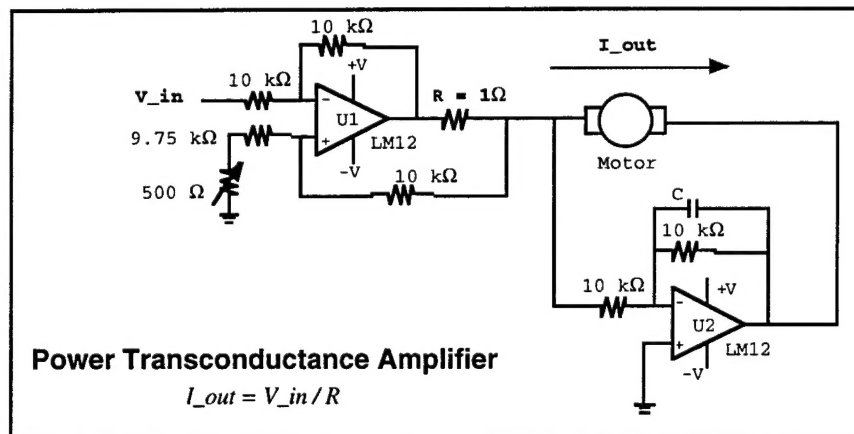 10 kΩ
I_out
+V
10 kΩ
V_in
R = 1Ω
U1
9.75 kΩ
LM12
Motor
-V
10 kΩ
500 Ω
C
10 kΩ
10 kΩ
+V
U2
LM12
-V
Power Transconductance Amplifier
I_out = V_in / R